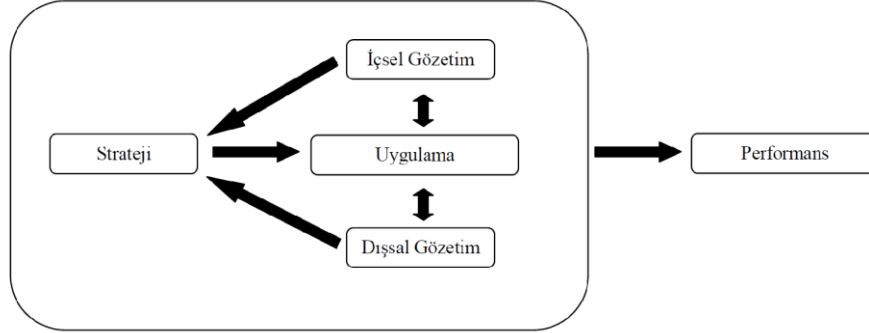 İçsel Gözetim
Strateji
Uygulama
Performans
Dışsal Gözetim